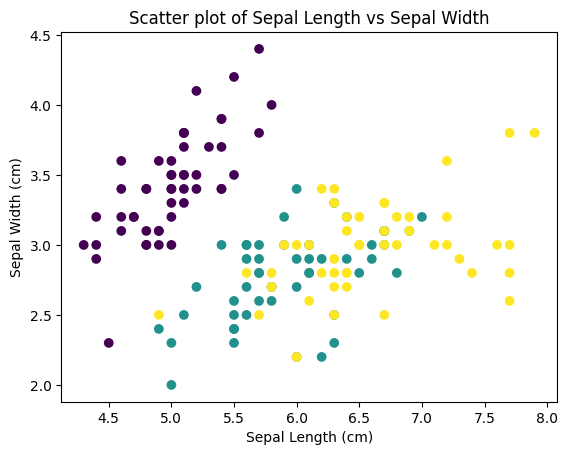 Scatter plot of Sepal Length vs Sepal Width
4.5
4.0
3.5
3.0
2.5
2.0
Sepal Width (cm)
4.5 5.0 5.5 6.0 6.5 7.0 7.5 8.0
Sepal Length (cm)